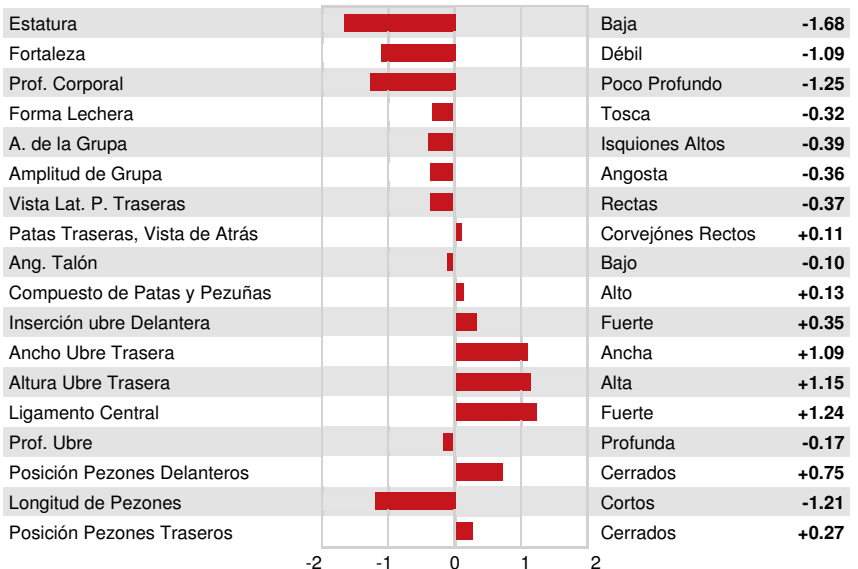 Estatura Baja -1.68
Fortaleza Débil -1.09
Prof. Corporal Poco Profundo -1.25
Forma Lechera Tosca -0.32
A. de la Grupa Isquiones Altos -0.39
Amplitud de Grupa Angosta -0.36
Vista Lat. P. Traseras Rectas -0.37
Patas Traseras, Vista de Atrás Corvejónes Rectos +0.11
Ang. Talón Bajo -0.10
Compuesto de Patas y Pezuñas Alto +0.13
Inserción ubre Delantera Fuerte +0.35
Ancho Ubre Trasera Ancha +1.09
Altura Ubre Trasera Alta +1.15
Ligamento Central Fuerte +1.24
Prof. Ubre Profunda -0.17
Posición Pezones Delanteros Cerrados +0.75
Longitud de Pezones Cortos -1.21
Posición Pezones Traseros Cerrados +0.27
-2 -1 0 1 2